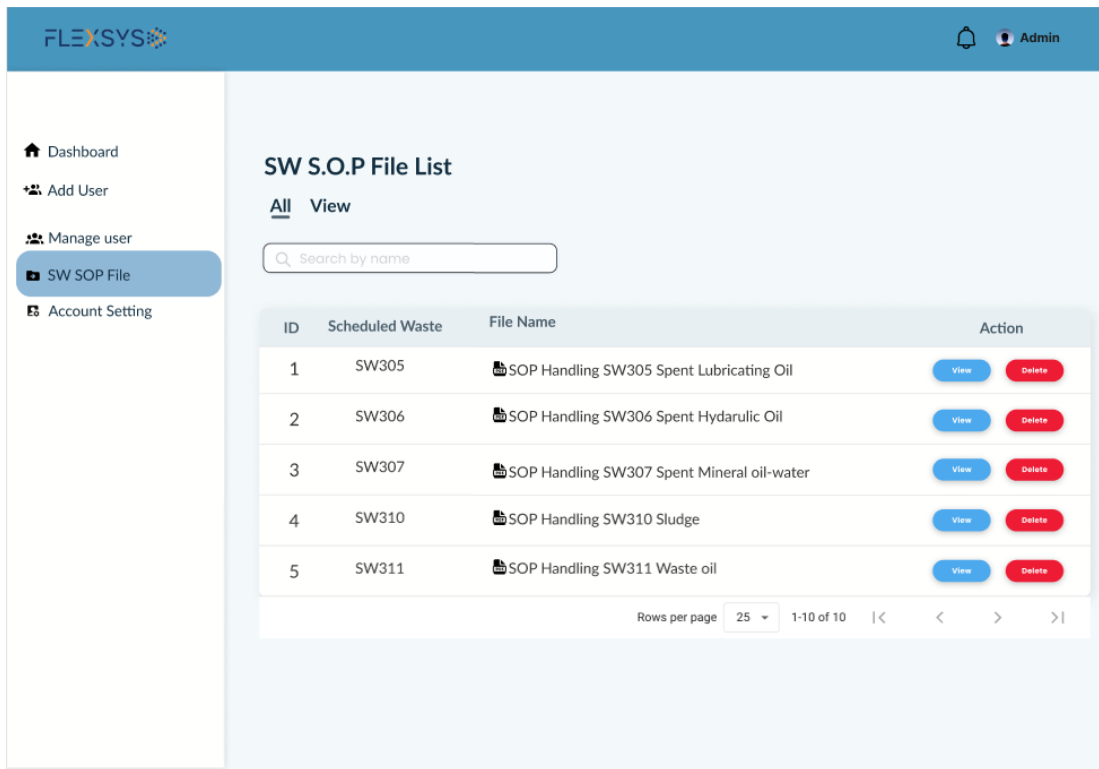 FLEXSYS
Admin
Dashboard
Add User
Manage user
SW SOP File
Account Setting
SW S.O.P File List
All View
Search by name
ID Scheduled Waste File Name Action
1 SW305 SOP Handling SW305 Spent Lubricating Oil View Delete
2 SW306 SOP Handling SW306 Spent Hydarulic Oil View Delete
3 SW307 SOP Handling SW307 Spent Mineral oil-water View Delete
4 SW310 SOP Handling SW310 Sludge View Delete
5 SW311 SOP Handling SW311 Waste oil View Delete
Rows per page 25 1-10 of 10